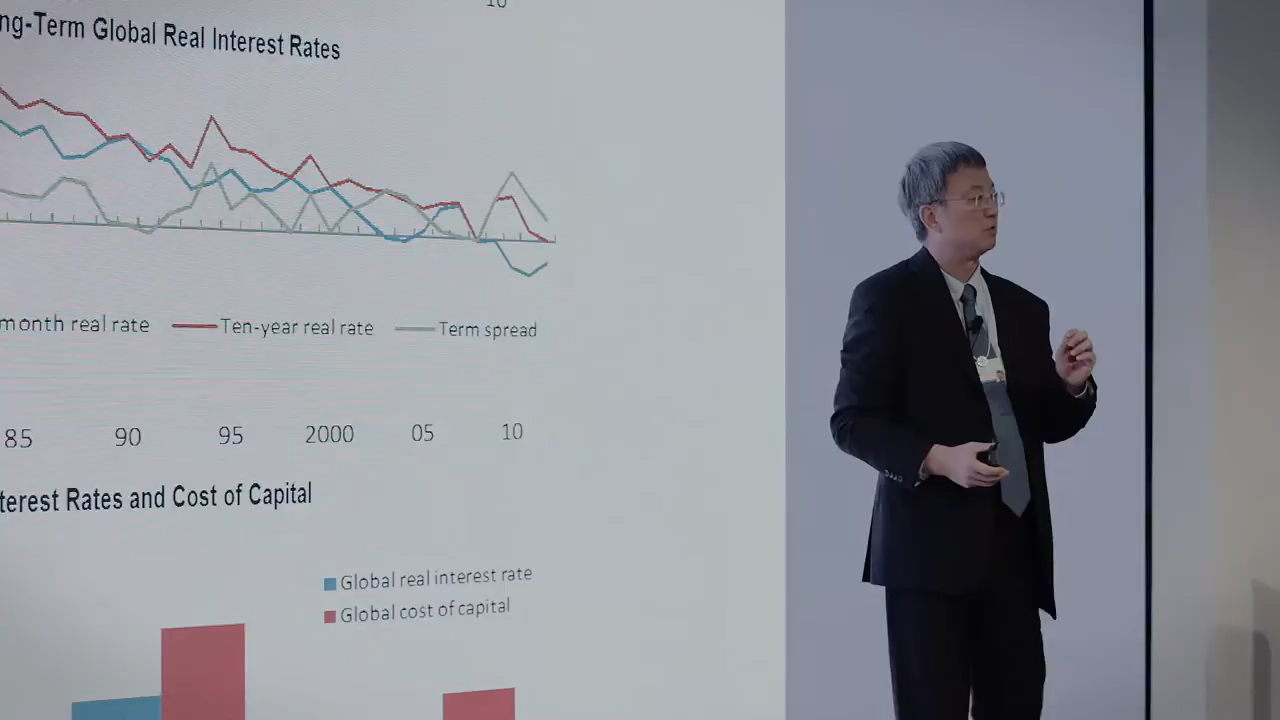 10
ng-Term Global Real Interest Rates
month real rate Ten-year real rate Term spread
85 90 95 2000 05 10
terest Rates and Cost of Capital
Global real interest rate
Global cost of capital